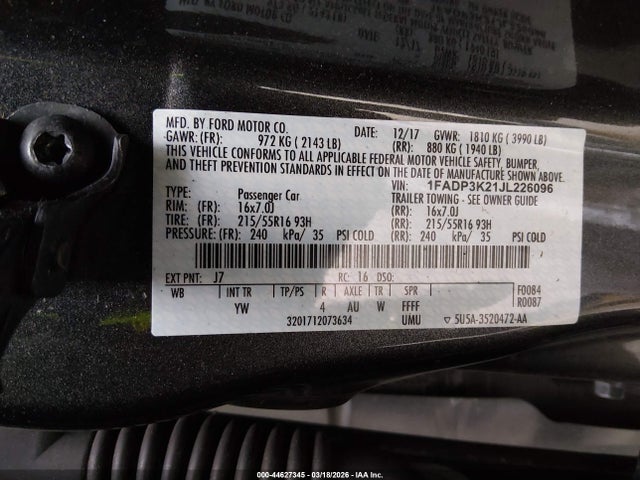 MFD. BY FORD MOTOR CO. DATE: 12/17 GVWR: 1810 KG ( 3990 LB)
GAWR: (FR): 972 KG ( 2143 LB) (RR): 880 KG ( 1940 LB)
THIS VEHICLE CONFORMS TO ALL APPLICABLE FEDERAL MOTOR VEHICLE SAFETY, BUMPER,
AND THEFT PREVENTION STANDARDS IN EFFECT ON THE DATE OF MANUFACTURE SHOWN ABOVE.
VIN: 1FADP3K21JL226096
TYPE: Passenger Car TRAILER TOWING - SEE OWNER GUIDE
RIM: (FR) 16x7.0J (RR) 16x7.0J
TIRE: (FR) 215/55R16 93H (RR) 215/55R16 93H
PRESSURE: (FR) 240 kPa/ 35 PSI COLD (RR) 240 kPa/ 35 PSI COLD
EXT PNT: J7 RC: 16 DSO:
WB INT TR TP/PS R AXLE TR SPR F0084
YW 4 AU W FFFF R0087
3201712073634 UMU 5U5A-3520472-AA
000-44627345 - 03/18/2026 - IAA Inc.